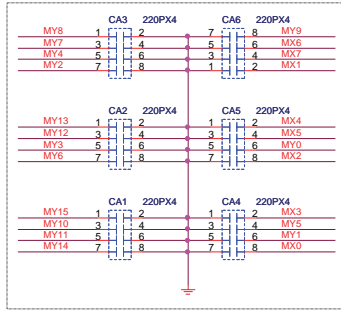 CA3 220PX4 CA6 220PX4
MY8 1 2 7 8 MY9
MY7 3 4 5 6 MX6
MY4 5 6 3 4 MX7
MY2 7 8 1 2 MX1
CA2 220PX4 CA5 220PX4
MY13 1 2 1 2 MX4
MY12 3 4 3 4 MX5
MY3 5 6 5 6 MY0
MY6 7 8 7 8 MX2
CA1 220PX4 CA4 220PX4
MY15 1 2 1 2 MX3
MY10 3 4 3 4 MY5
MY11 5 6 5 6 MY1
MY14 7 8 7 8 MX0